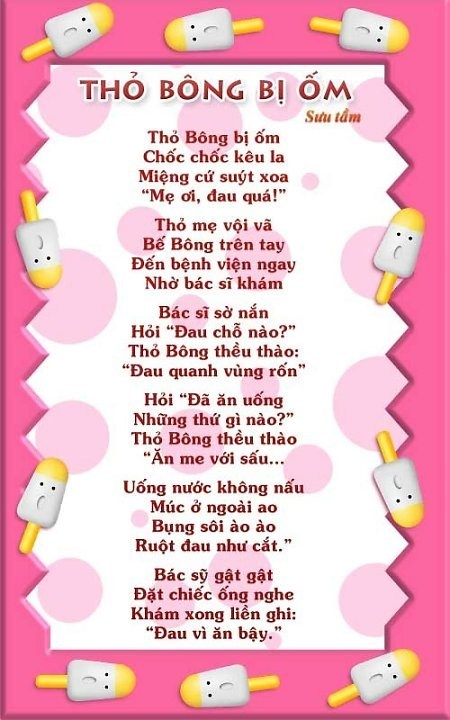 THỎ BÔNG BỊ ỐM
Sưu tầm
Thỏ Bông bị ốm
Chốc chốc kêu la
Miệng cứ suýt xoa
“Mẹ ơi, đau quá!”
Thỏ mẹ vội vã
Bế Bông trên tay
Đến bệnh viện ngay
Nhờ bác sĩ khám
Bác sĩ sờ nắn
Hỏi “Đau chỗ nào?”
Thỏ Bông thều thào:
“Đau quanh vùng rốn”
Hỏi “Đã ăn uống
Những thứ gì nào?”
Thỏ Bông thều thào
“Ăn me với sấu...
Uống nước không nấu
Múc ở ngoài ao
Bụng sôi ào ào
Ruột đau như cắt.”
Bác sỹ gật gật
Đặt chiếc ống nghe
Khám xong liền ghi:
“Đau vì ăn bậy.”